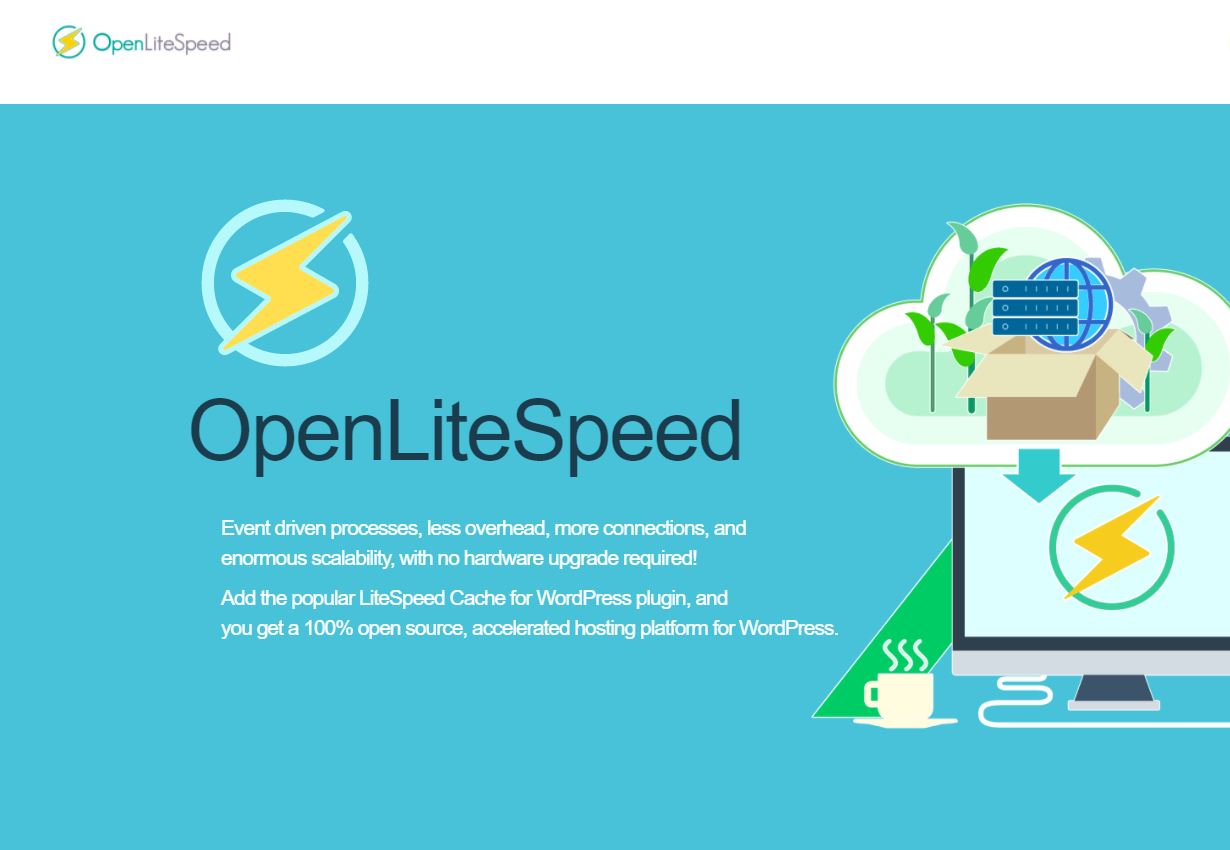 OpenLiteSpeed
OpenLiteSpeed
Event driven processes, less overhead, more connections, and
enormous scalability, with no hardware upgrade required!
Add the popular LiteSpeed Cache for WordPress plugin, and
you get a 100% open source, accelerated hosting platform for WordPress.